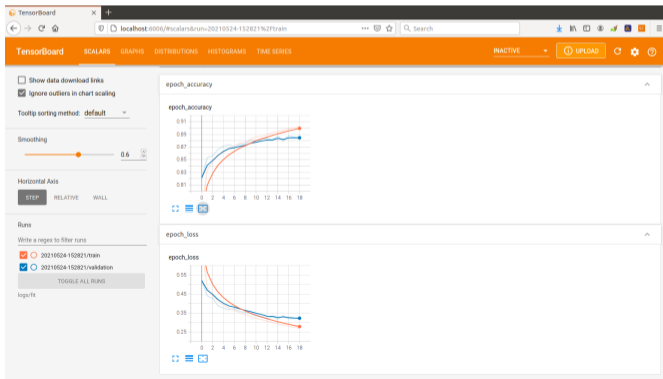 TensorBoard
localhost:6006/#scalars&run=20210524-152821%2Ftrain
Search
TensorBoard SCALARS GRAPHS DISTRIBUTIONS HISTOGRAMS TIME SERIES INACTIVE UPLOAD
Show data download links
Ignore outliers in chart scaling
Tooltip sorting method: default
Smoothing
0.6
Horizontal Axis
STEP RELATIVE WALL
Runs
Write a regex to filter runs
20210524-152821/train
20210524-152821/validation
TOGGLE ALL RUNS
logs/fit
epoch_accuracy
epoch_accuracy
0.91
0.89
0.87
0.85
0.83
0.81
0 2 4 6 8 10 12 14 16 18
epoch_loss
epoch_loss
0.55
0.45
0.35
0.25
0 2 4 6 8 10 12 14 16 18